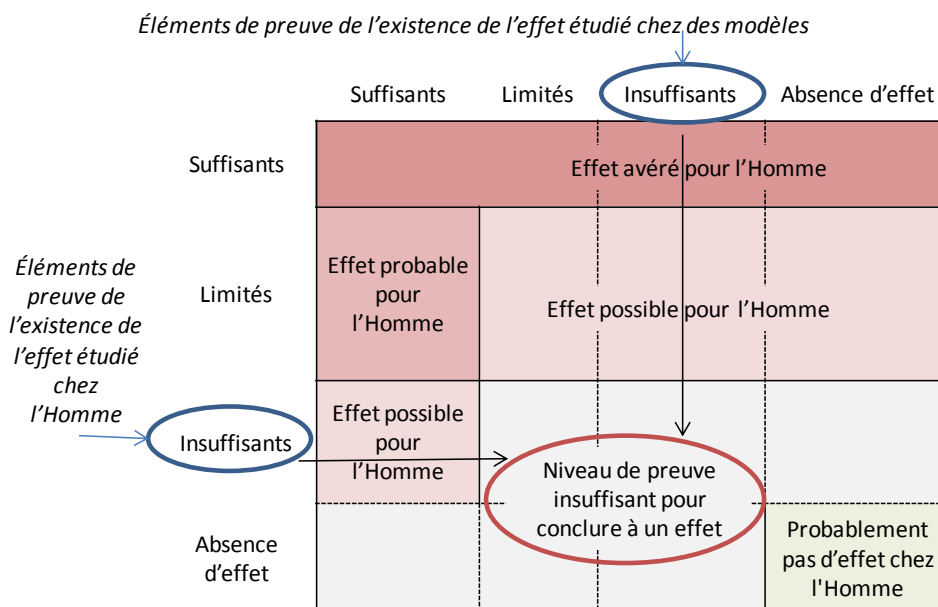 Éléments de preuve de l'existence de l'effet étudié chez des modèles
Suffisants Limités Insuffisants Absence d'effet
Suffisants
Effet avéré pour l'Homme
Éléments de
preuve de
l'existence de
l'effet étudié
chez
l'Homme
Limités
Effet probable
pour
l'Homme
Effet possible pour l'Homme
Insuffisants
Effet possible
pour
l'Homme
Niveau de preuve
insuffisant pour
conclure à un effet
Absence
d'effet
Probablement
pas d'effet chez
l'Homme